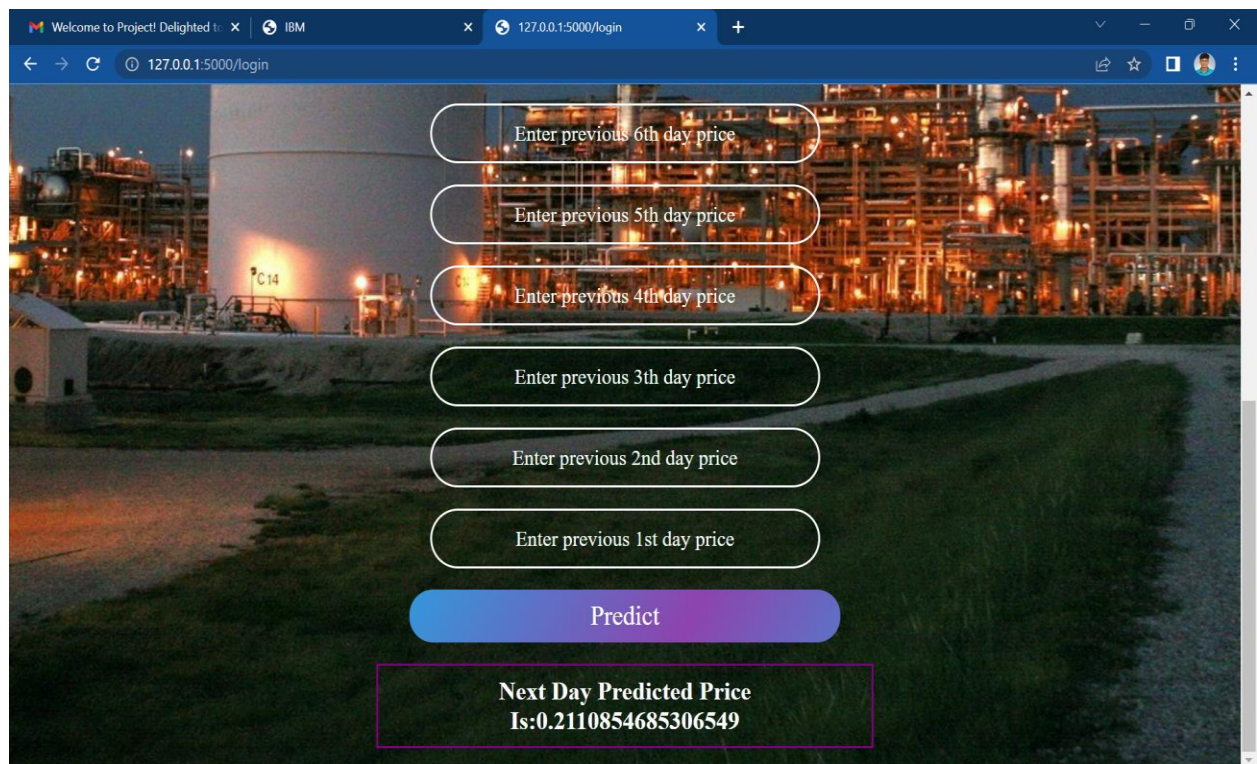 Welcome to Project! Delighted to
IBM
127.0.0.1:5000/login
127.0.0.1:5000/login
Enter previous 6th day price
Enter previous 5th day price
C14
Enter previous 4th day price
Enter previous 3th day price
Enter previous 2nd day price
Enter previous 1st day price
Predict
Next Day Predicted Price
Is:0.2110854685306549